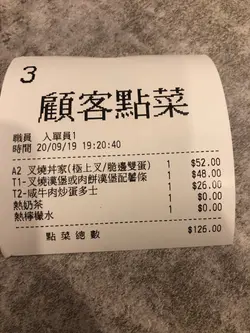 3
顧客點菜
職員 入單員1
時間 20/09/19 19:20:40
A2 叉燒丼家(極上叉/脆邊雙蛋) 1 $52.00
T1-叉燒漢堡或肉餅漢堡配薯條 1 $48.00
T2-咸牛肉炒蛋多士 1 $26.00
熱奶茶 1 $0.00
熱檸檬水 1 $0.00
點菜總數 $126.00